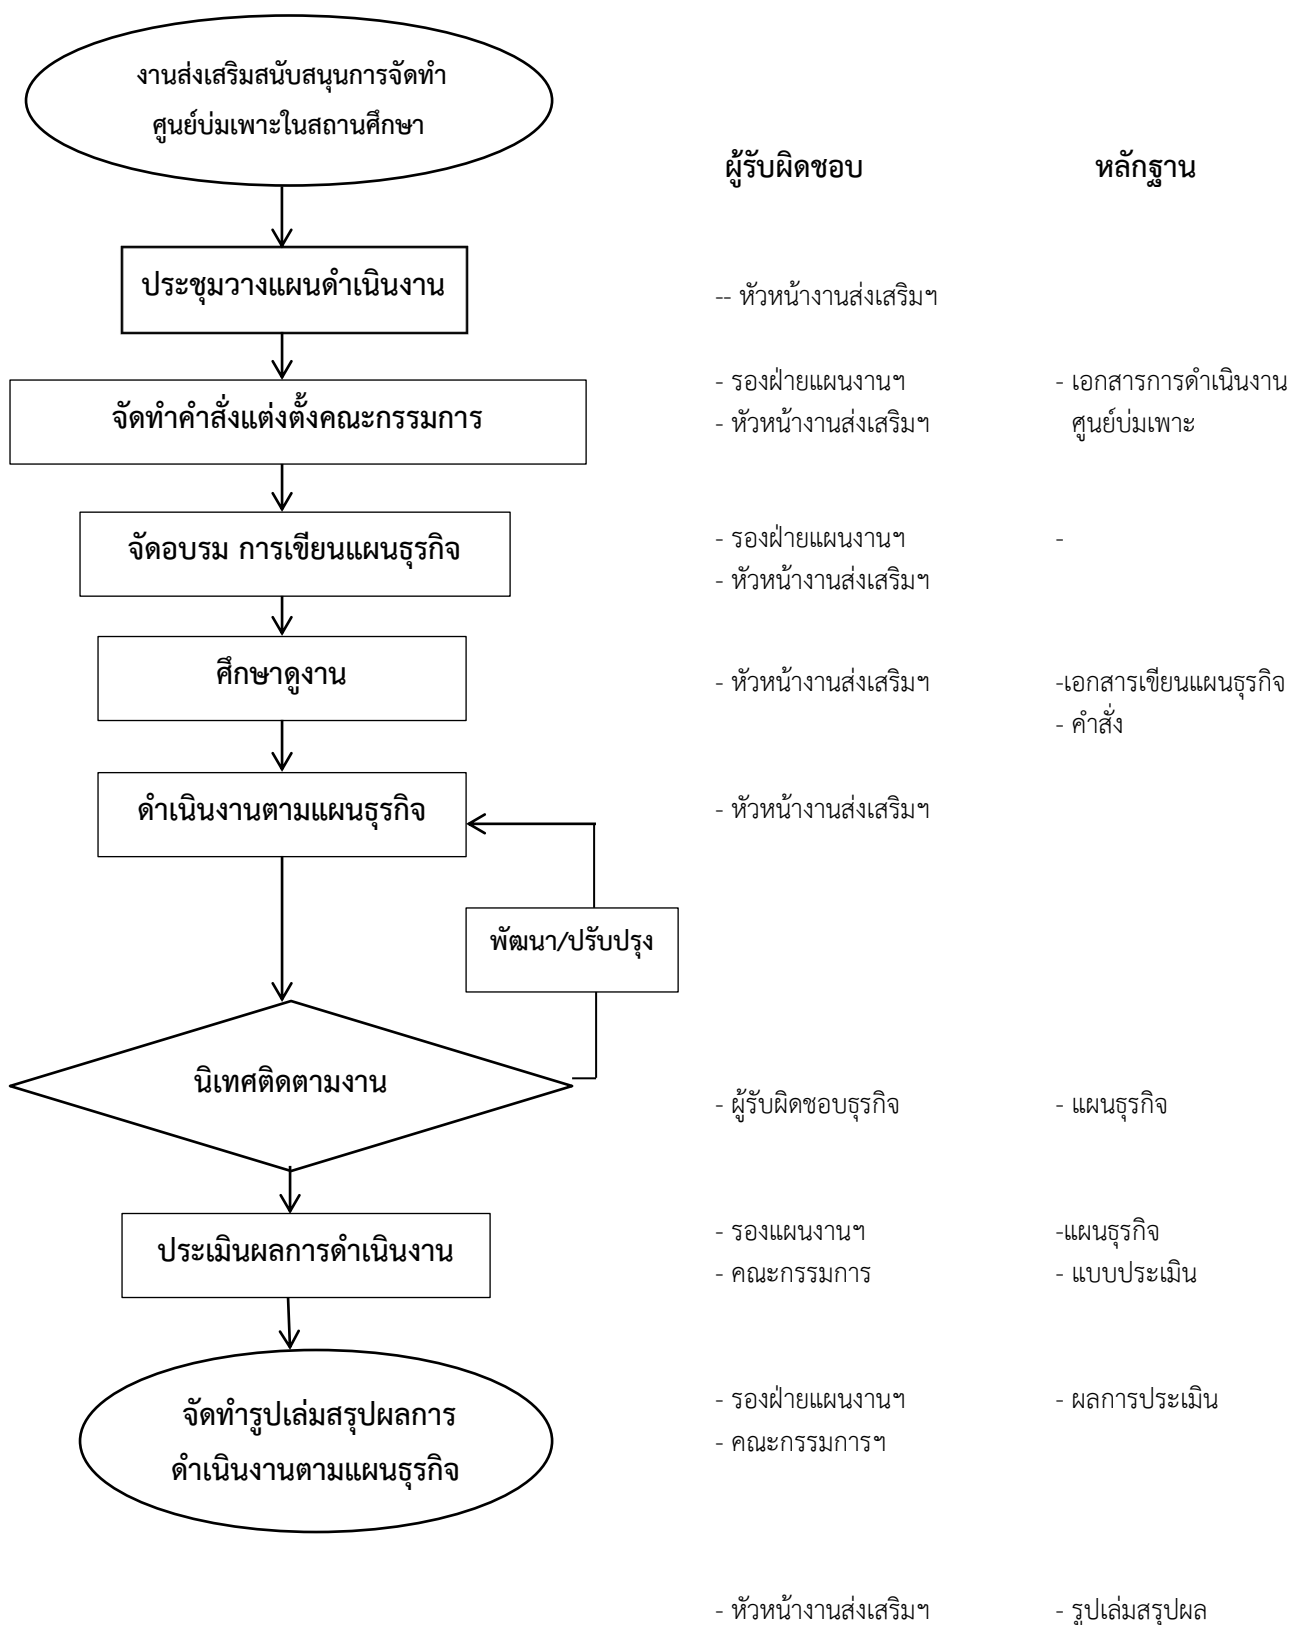 งานส่งเสริมสนับสนุนการจัดทำ
ศูนย์บ่มเพาะในสถานศึกษา
ผู้รับผิดชอบ
หลักฐาน
ประชุมวางแผนดำเนินงาน
-- หัวหน้างานส่งเสริมฯ
จัดทำคำสั่งแต่งตั้งคณะกรรมการ
- รองฝ่ายแผนงานฯ
- หัวหน้างานส่งเสริมฯ
- เอกสารการดำเนินงาน
ศูนย์บ่มเพาะ
จัดอบรม การเขียนแผนธุรกิจ
- รองฝ่ายแผนงานฯ
- หัวหน้างานส่งเสริมฯ
-
ศึกษาดูงาน
- หัวหน้างานส่งเสริมฯ
-เอกสารเขียนแผนธุรกิจ
- คำสั่ง
ดำเนินงานตามแผนธุรกิจ
- หัวหน้างานส่งเสริมฯ
พัฒนา/ปรับปรุง
นิเทศติดตามงาน
- ผู้รับผิดชอบธุรกิจ
- แผนธุรกิจ
ประเมินผลการดำเนินงาน
- รองแผนงานฯ
- คณะกรรมการ
-แผนธุรกิจ
- แบบประเมิน
จัดทำรูปเล่มสรุปผลการ
ดำเนินงานตามแผนธุรกิจ
- รองฝ่ายแผนงานฯ
- คณะกรรมการฯ
- ผลการประเมิน
- หัวหน้างานส่งเสริมฯ
- รูปเล่มสรุปผล